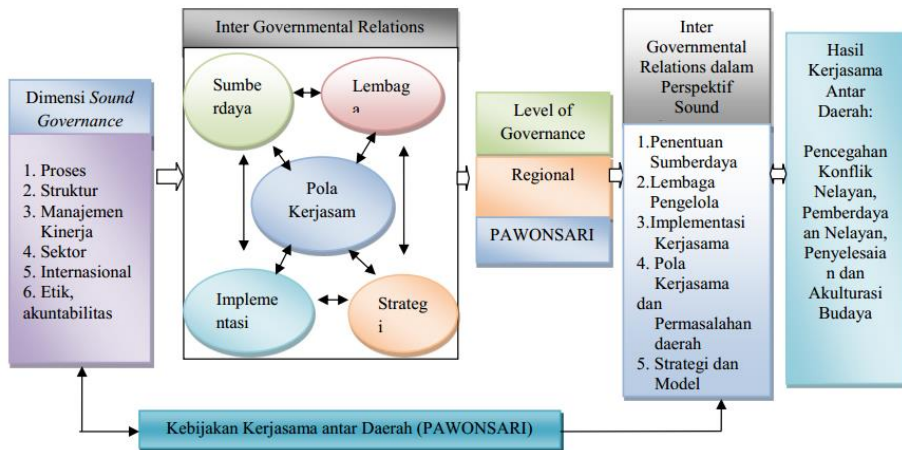 Dimensi Sound
Governance
1. Proses
2. Struktur
3. Manajemen
Kinerja
4. Sektor
5. Internasional
6. Etik,
akuntabilitas
Inter Governmental Relations
Sumbe
rdaya
Lembag
a
Pola
Kerjasam
Impleme
ntasi
Strateg
i
Level of
Governance
Regional
PAWONSARI
Inter
Governmental
Relations dalam
Perspektif
Sound
1.Penentuan
Sumberdaya
2.Lembaga
Pengelola
3.Implementasi
Kerjasama
4. Pola
Kerjasama
dan
Permasalahan
daerah
5. Strategi dan
Model
Hasil
Kerjasama
Antar
Daerah:
Pencegahan
Konflik
Nelayan,
Pemberdaya
an Nelayan,
Penyelesaia
n dan
Akulturasi
Budaya
Kebijakan Kerjasama antar Daerah (PAWONSARI)